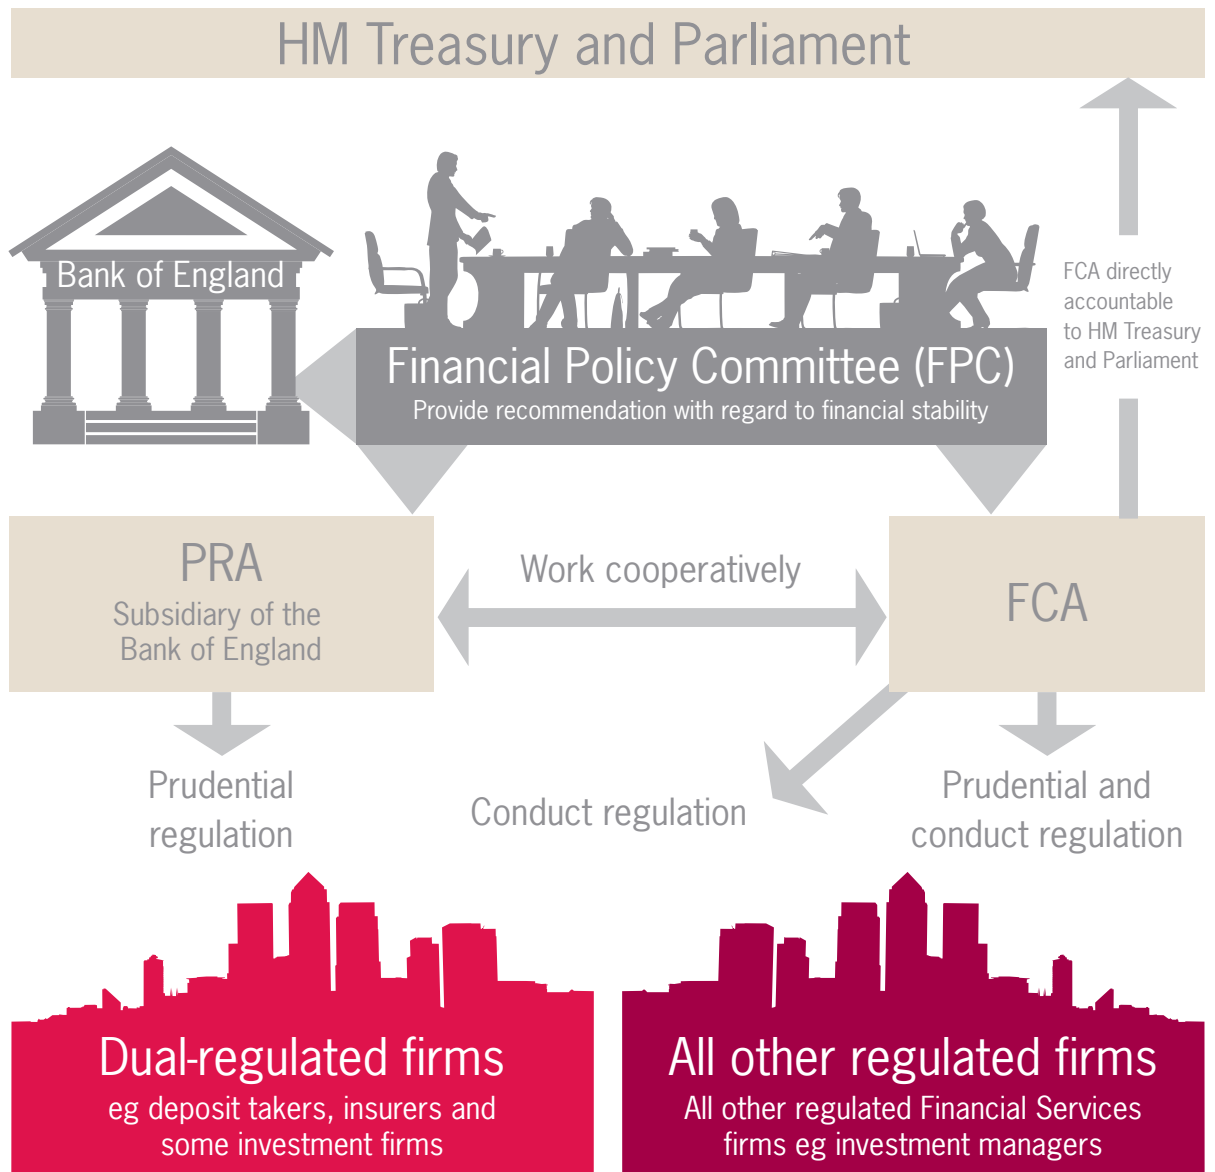 HM Treasury and Parliament
Bank of England
FCA directly
accountable
to HM Treasury
and Parliament
Financial Policy Committee (FPC)
Provide recommendation with regard to financial stability
PRA
Subsidiary of the
Bank of England
Work cooperatively
FCA
Prudential
regulation
Conduct regulation
Prudential and
conduct regulation
Dual-regulated firms
eg deposit takers, insurers and
some investment firms
All other regulated firms
All other regulated Financial Services
firms eg investment managers